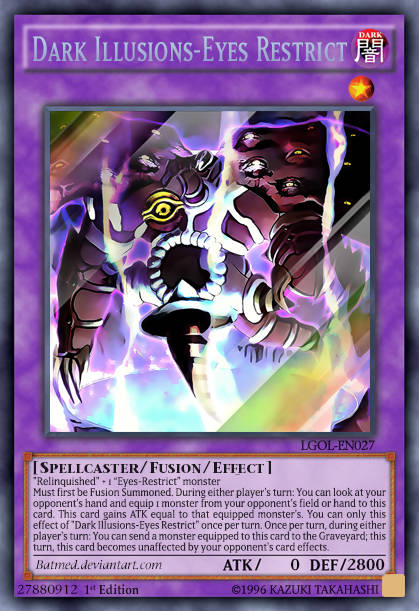 Dark Illusions-Eyes Restrict
DARK
闇
LGOL-EN027
[Spellcaster/Fusion/Effect]
"Relinquished" + 1 "Eyes-Restrict" monster
Must first be Fusion Summoned. During either player's turn: You can look at
your opponent's hand and equip 1 monster from your opponent's field or hand to this
card. This card gains ATK equal to that equipped monster's. You can only this
effect of "Dark Illusions-Eyes Restrict" once per turn. Once per turn, during either
player's turn: You can send a monster equipped to this card to the Graveyard; this
turn, this card becomes unaffected by your opponent's card effects.
Batmed.deviantart.com
ATK/ 0 DEF/2800
27880912 1st Edition
©1996 KAZUKI TAKAHASHI